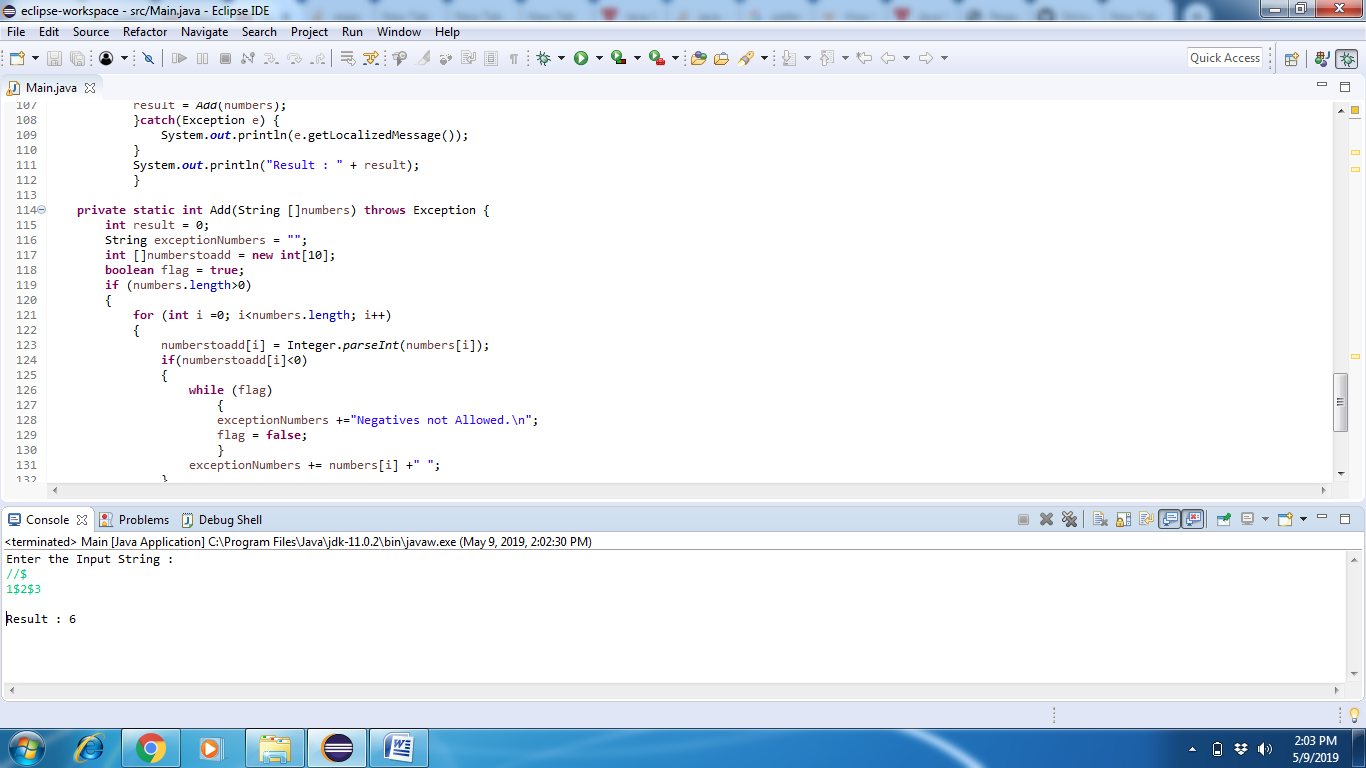 eclipse-workspace - src/Main.java - Eclipse IDE
File Edit Source Refactor Navigate Search Project Run Window Help
Quick Access
Main.java
107 result = Add(numbers);
108 }catch(Exception e) {
109 System.out.println(e.getLocalizedMessage());
110 }
111 System.out.println("Result : " + result);
112 }
113
114 private static int Add(String []numbers) throws Exception {
115 int result = 0;
116 String exceptionNumbers = "";
117 int []numberstoadd = new int[10];
118 boolean flag = true;
119 if (numbers.length>0)
120 {
121 for (int i =0; i<numbers.length; i++)
122 {
123 numberstoadd[i] = Integer.parseInt(numbers[i]);
124 if(numberstoadd[i]<0)
125 {
126 while (flag)
127 {
128 exceptionNumbers +="Negatives not Allowed.\n";
129 flag = false;
130 }
131 exceptionNumbers += numbers[i] +" ";
132 }
Console Problems Debug Shell
<terminated> Main [Java Application] C:\Program Files\Java\jdk-11.0.2\bin\javaw.exe (May 9, 2019, 2:02:30 PM)
Enter the Input String :
//$
1$2$3
Result : 6
2:03 PM
5/9/2019